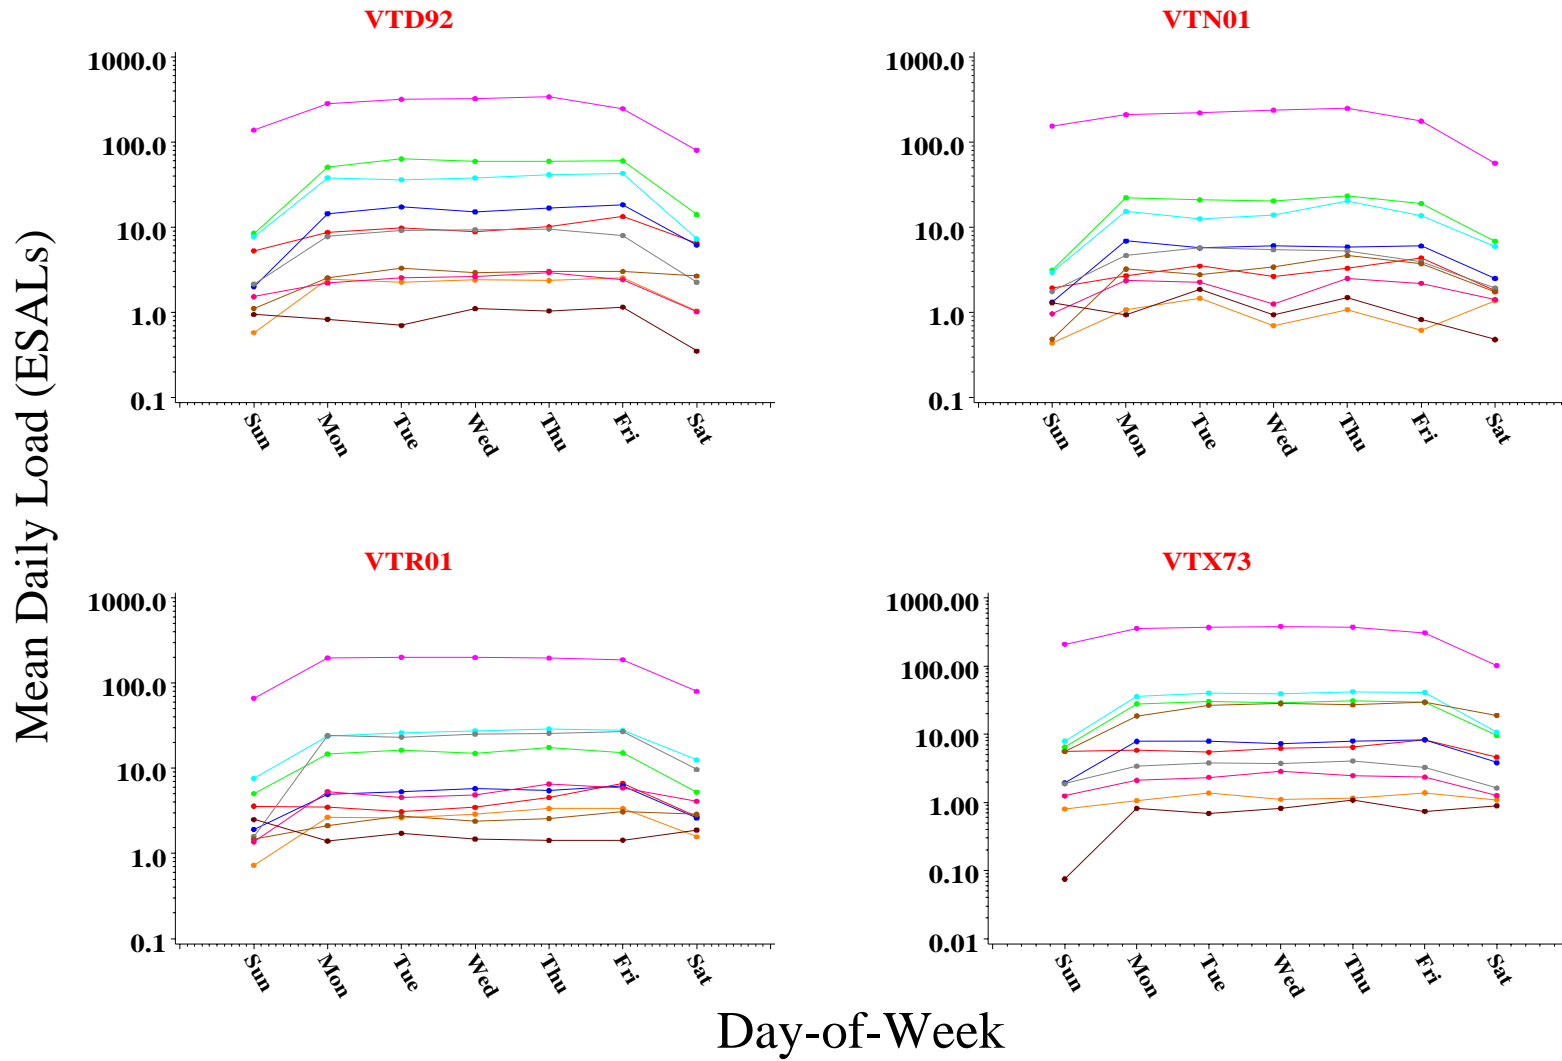 VTD92
1000.0
100.0
10.0
1.0
0.1
Sun Mon Tue Wed Thu Fri Sat
VTN01
1000.0
100.0
10.0
1.0
0.1
Sun Mon Tue Wed Thu Fri Sat
Mean Daily Load (ESALs)
VTR01
1000.0
100.0
10.0
1.0
0.1
Sun Mon Tue Wed Thu Fri Sat
VTX73
1000.00
100.00
10.00
1.00
0.10
0.01
Sun Mon Tue Wed Thu Fri Sat
Day-of-Week